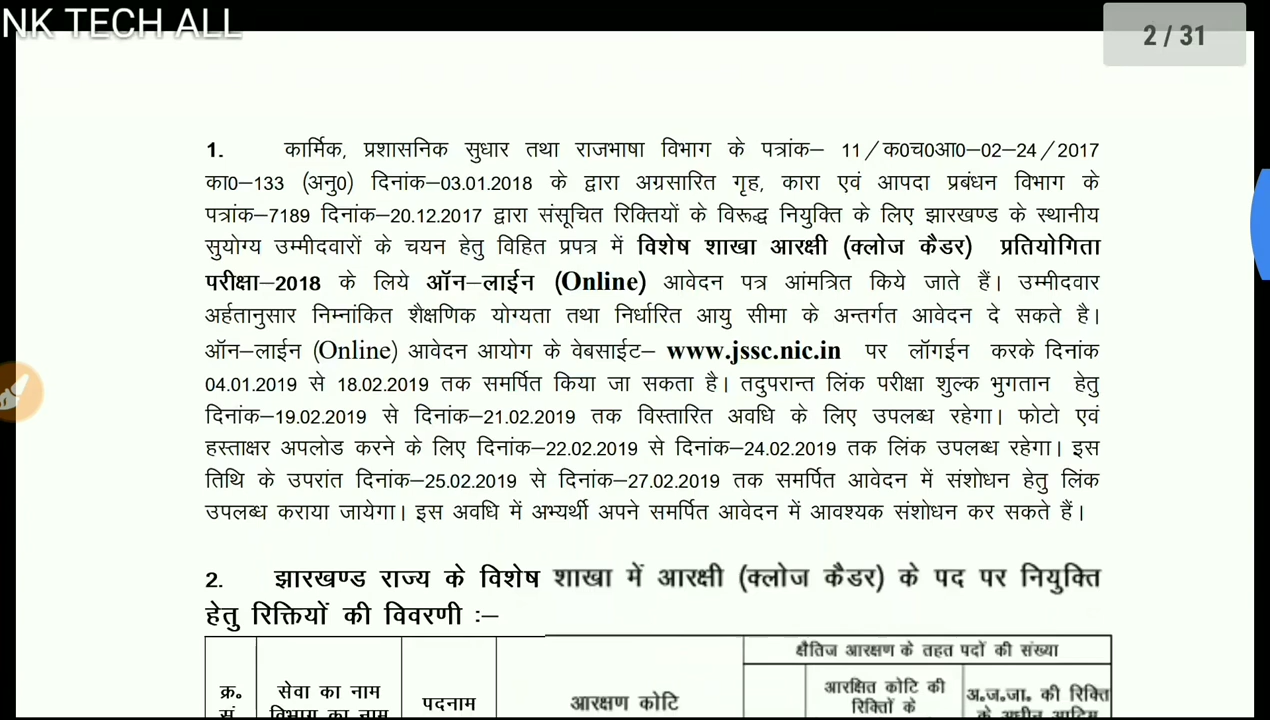 NK TECH ALL
2 / 31
1. कार्मिक, प्रशासनिक सुधार तथा राजभाषा विभाग के पत्रांक– 11/क0च0आ0–02–24/2017
का0–133 (अनु0) दिनांक–03.01.2018 के द्वारा अग्रसारित गृह, कारा एवं आपदा प्रबंधन विभाग के
पत्रांक–7189 दिनांक–20.12.2017 द्वारा संसूचित रिक्तियों के विरूद्ध नियुक्ति के लिए झारखण्ड के स्थानीय
सुयोग्य उम्मीदवारों के चयन हेतु विहित प्रपत्र में विशेष शाखा आरक्षी (क्लोज कैडर) प्रतियोगिता
परीक्षा–2018 के लिये ऑन–लाईन (Online) आवेदन पत्र आंमत्रित किये जाते हैं। उम्मीदवार
अर्हतानुसार निम्नांकित शैक्षणिक योग्यता तथा निर्धारित आयु सीमा के अन्तर्गत आवेदन दे सकते है।
ऑन–लाईन (Online) आवेदन आयोग के वेबसाईट– www.jssc.nic.in पर लॉगईन करके दिनांक
04.01.2019 से 18.02.2019 तक समर्पित किया जा सकता है। तदुपरान्त लिंक परीक्षा शुल्क भुगतान हेतु
दिनांक–19.02.2019 से दिनांक–21.02.2019 तक विस्तारित अवधि के लिए उपलब्ध रहेगा। फोटो एवं
हस्ताक्षर अपलोड करने के लिए दिनांक–22.02.2019 से दिनांक–24.02.2019 तक लिंक उपलब्ध रहेगा। इस
तिथि के उपरांत दिनांक–25.02.2019 से दिनांक–27.02.2019 तक समर्पित आवेदन में संशोधन हेतु लिंक
उपलब्ध कराया जायेगा। इस अवधि में अभ्यर्थी अपने समर्पित आवेदन में आवश्यक संशोधन कर सकते हैं।
2. झारखण्ड राज्य के विशेष शाखा में आरक्षी (क्लोज कैडर) के पद पर नियुक्ति
हेतु रिक्तियों की विवरणी :–
क्षैतिज आरक्षण के तहत पदों की संख्या
क्र॰ सं
सेवा का नाम
विभाग का नाम
पदनाम
आरक्षण कोटि
आरक्षित कोटि की
रिक्तों के
अ.ज.जा. की रिक्ति
के अधीन आदिम